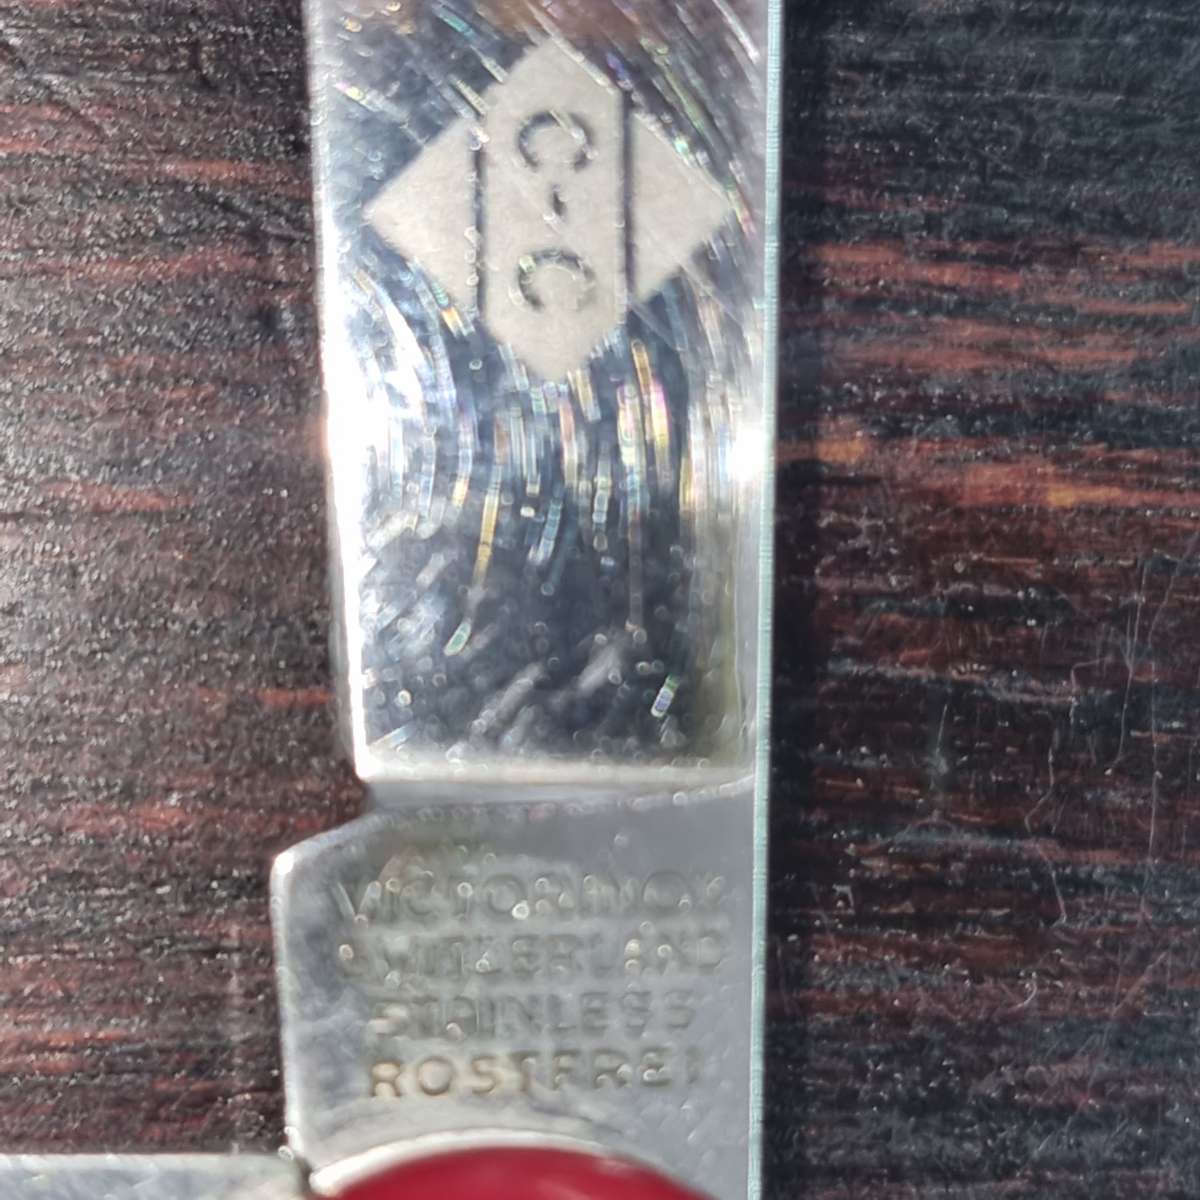 C-C
VICTORINOX
SWITZERLAND
STAINLESS
ROSTFREI